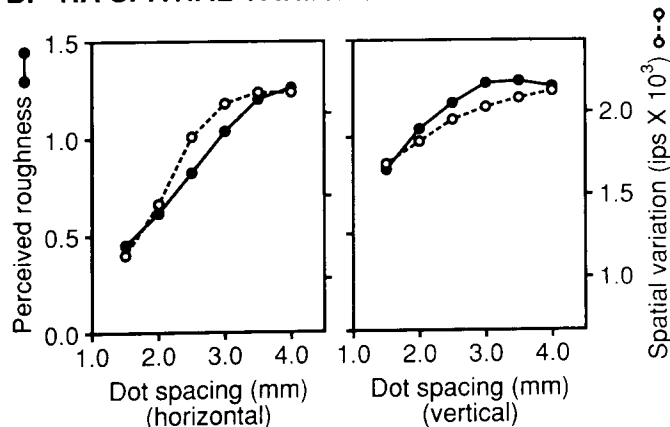 Perceived roughness
1.5
1.0
0.5
0.0
1.0 2.0 3.0 4.0
Dot spacing (mm)
(horizontal)
1.0 2.0 3.0 4.0
Dot spacing (mm)
(vertical)
2.0
1.5
1.0
Spatial variation (ips X 10³)